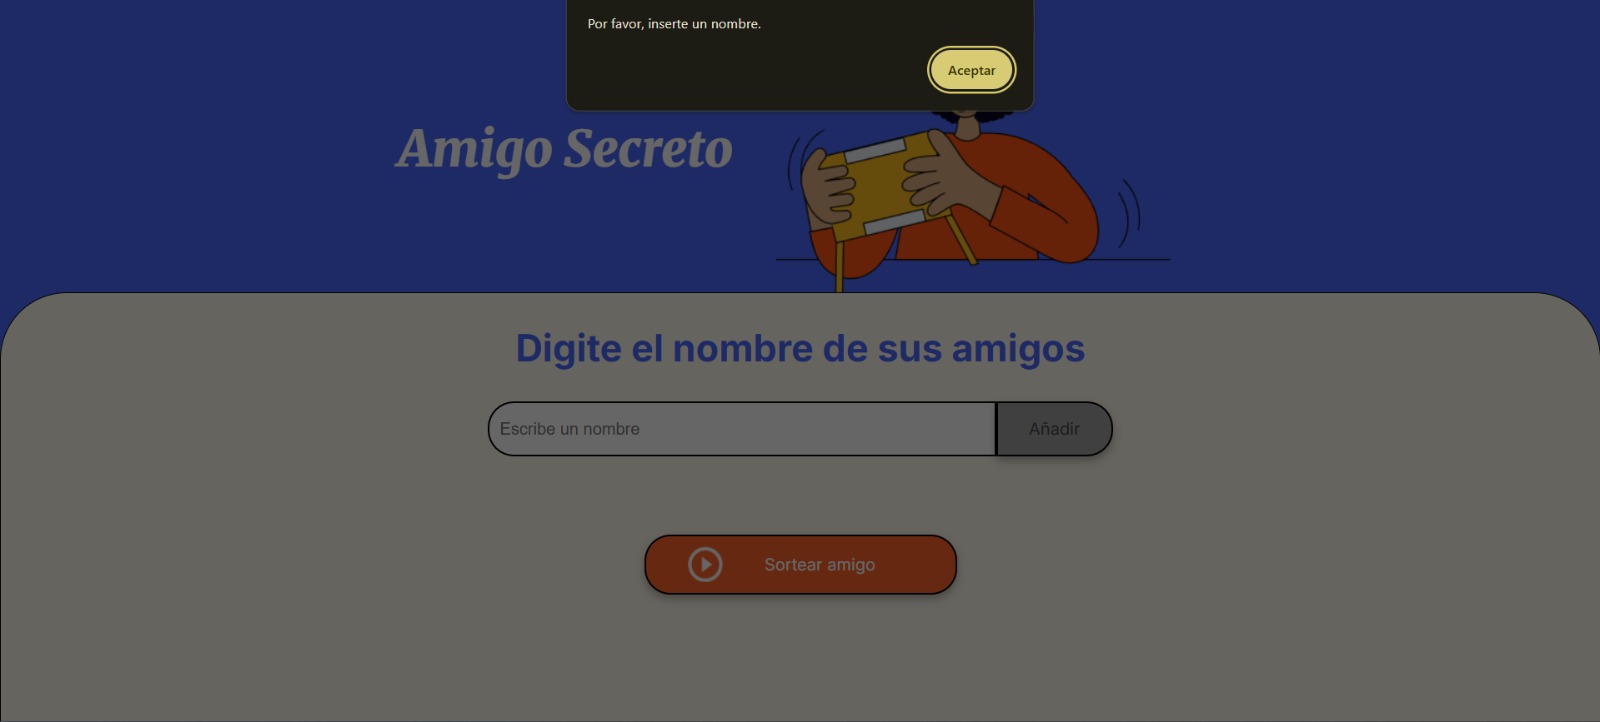 Por favor, inserte un nombre.
Aceptar
Amigo Secreto
Digite el nombre de sus amigos
Escribe un nombre
Añadir
Sortear amigo